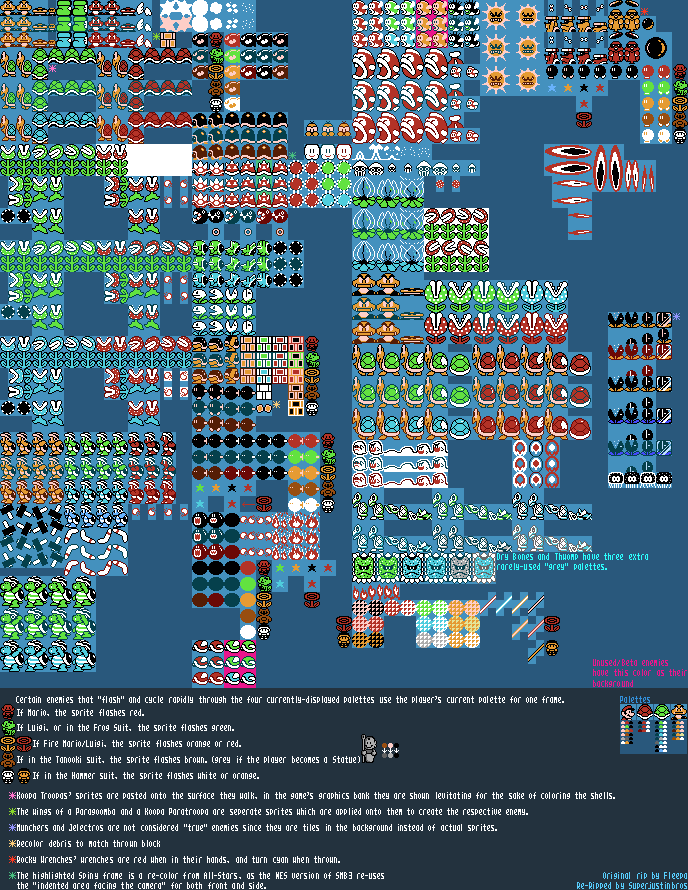 Dry Bones and Thwomp have three extra
rarely-used "grey" palettes.
Unused/Beta enemies
have this color as their
background
Certain enemies that "flash" and cycle rapidly through the four currently-displayed palettes use the player's current palette for one frame.
If Mario, the sprite flashes red.
If Luigi, or in the Frog Suit, the sprite flashes green.
If Fire Mario/Luigi, the sprite flashes orange or red.
If in the Tanooki suit, the sprite flashes brown, (grey if the player becomes a Statue)
If in the Hammer suit, the sprite flashes white or orange.
Palettes
*Koopa Troopas' sprites are pasted onto the surface they walk, in the game's graphics bank they are shown levitating for the sake of coloring the shells.
*The wings of a Paragoomba and a Koopa Paratroopa are seperate sprites which are applied onto them to create the respective enemy.
*Munchers and Jelectros are not considered "true" enemies since they are tiles in the background instead of actual sprites.
*Recolor debris to match thrown block
*Rocky Wrenches' wrenches are red when in their hands, and turn cyan when thrown.
*The highlighted Spiny frame is a re-color from All-Stars, as the NES version of SMB3 re-uses
the "indented area facing the camera" for both front and side.
Original rip by Fleepa
Re-Ripped by Superjustinbros